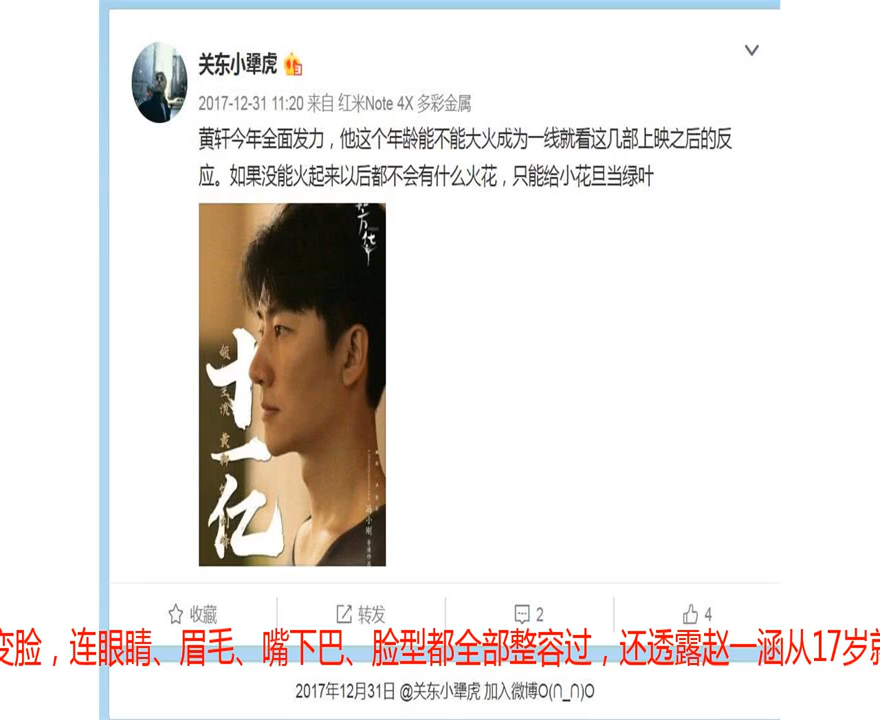 关东小犟虎
2017-12-31 11:20 来自 红米Note 4X 多彩金属
黄轩今年全面发力，他这个年龄能不能大火成为一线就看这几部上映之后的反
应。如果没能火起来以后都不会有什么火花，只能给小花旦当绿叶
芳华
十一亿
冯小刚
收藏
转发
2
4
变脸，连眼睛、眉毛、嘴下巴、脸型都全部整容过，还透露赵一涵从17岁就
2017年12月31日 @关东小犟虎 加入微博O(∩_∩)O